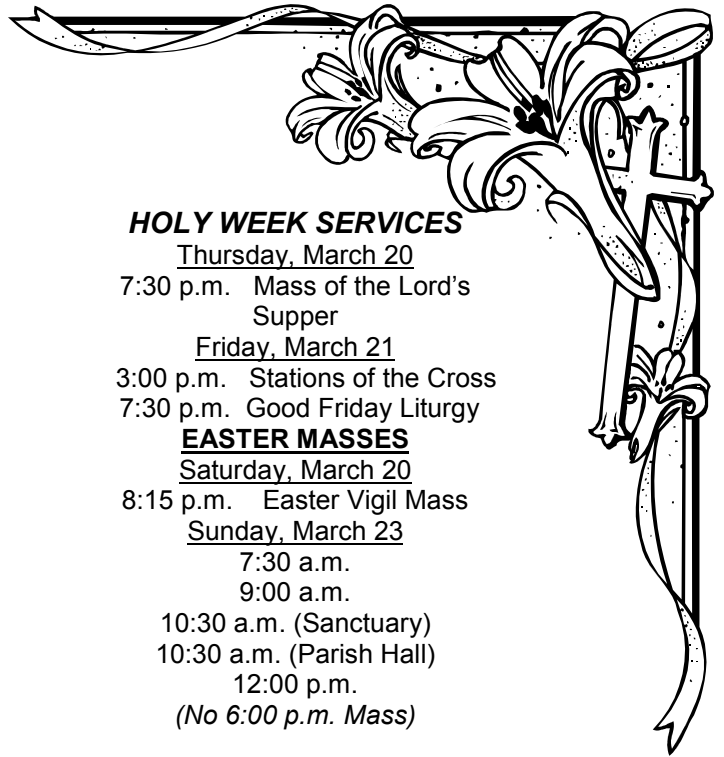 HOLY WEEK SERVICES
Thursday, March 20
7:30 p.m. Mass of the Lord’s
Supper
Friday, March 21
3:00 p.m. Stations of the Cross
7:30 p.m. Good Friday Liturgy
EASTER MASSES
Saturday, March 20
8:15 p.m. Easter Vigil Mass
Sunday, March 23
7:30 a.m.
9:00 a.m.
10:30 a.m. (Sanctuary)
10:30 a.m. (Parish Hall)
12:00 p.m.
(No 6:00 p.m. Mass)